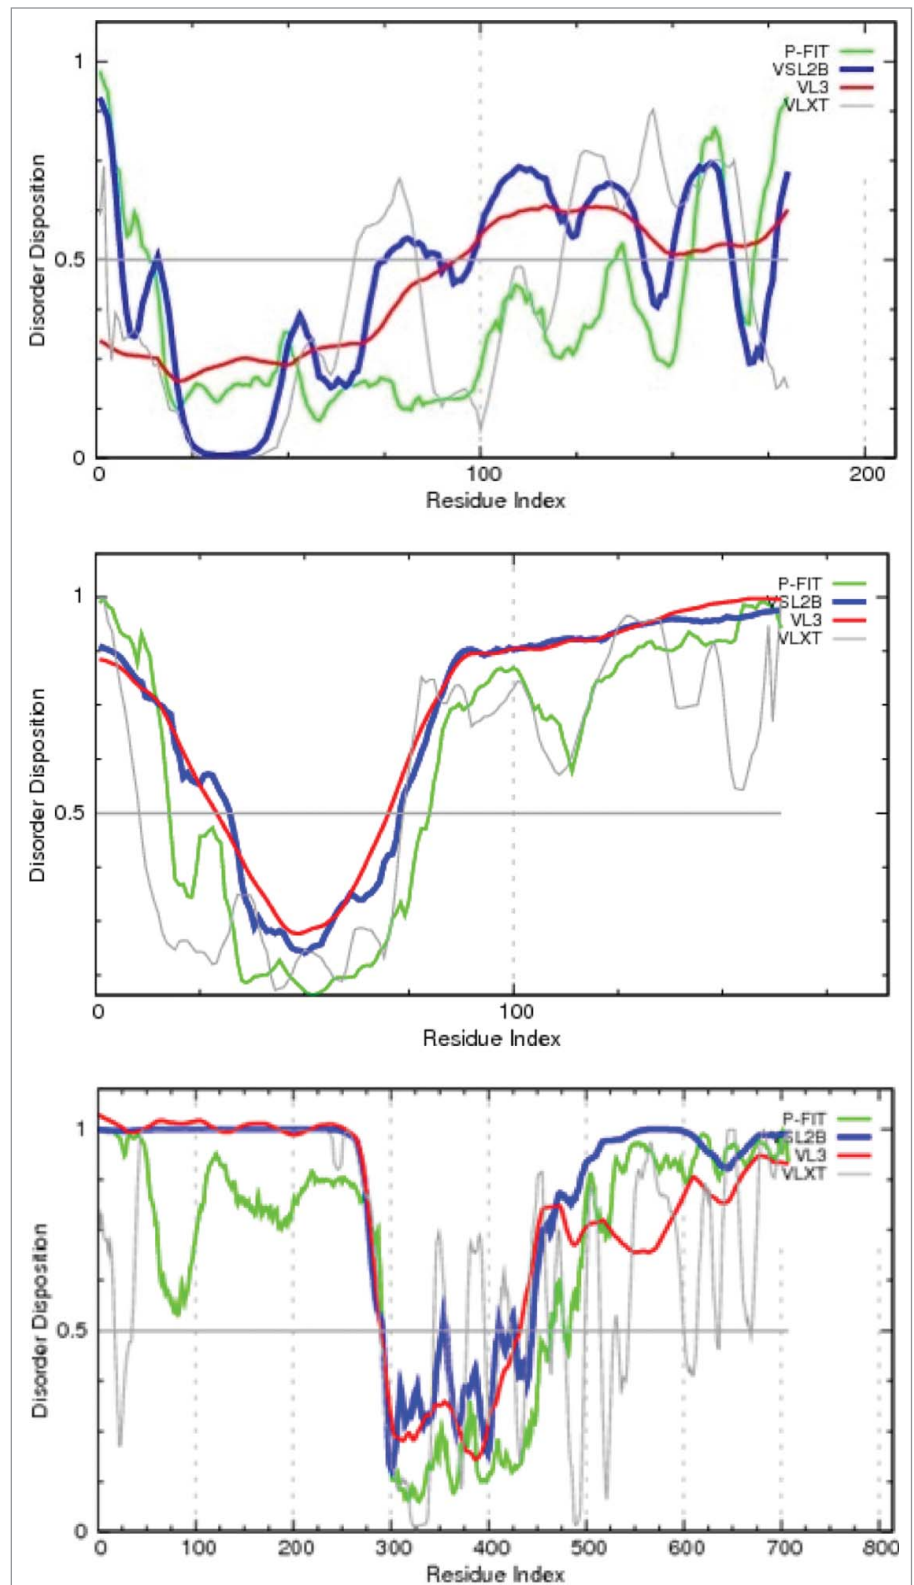 P-FIT
VSL2B
VL3
VLXT
1
0.5
0
Disorder Disposition
0
100
200
Residue Index
P-FIT
VSL2B
VL3
VLXT
1
0.5
Disorder Disposition
0
100
Residue Index
P-FIT
SL2B
VL3
VLXT
1
0.5
0
Disorder Disposition
0
100
200
300
400
500
600
700
800
Residue Index